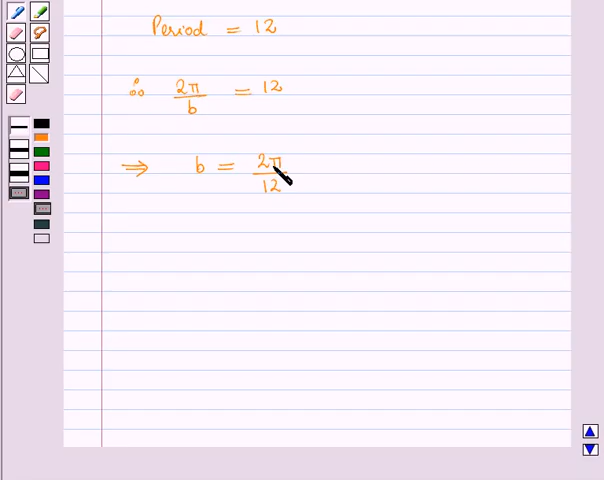 Period = 12
∴ 2π/b = 12
⇒ b = 2π/12